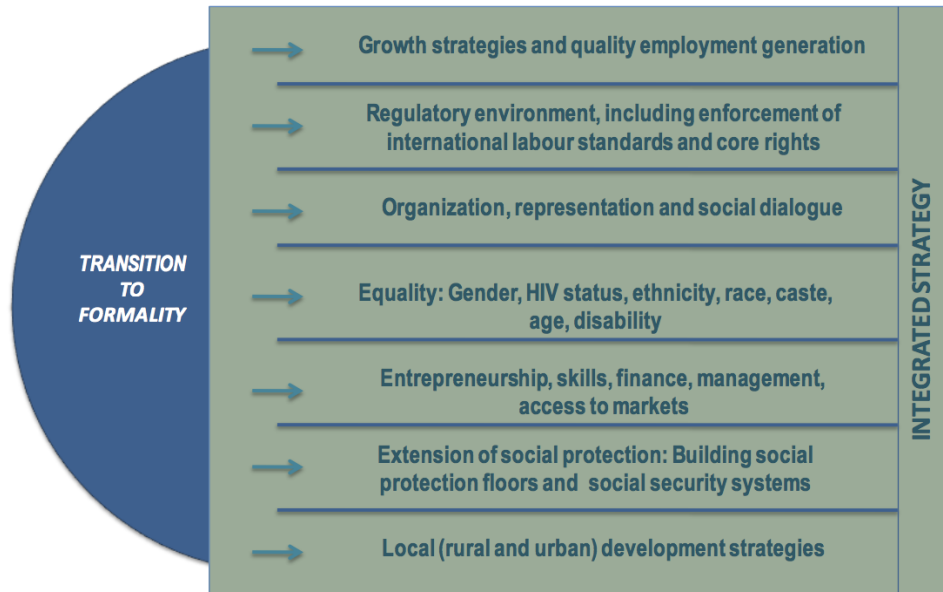 Growth strategies and quality employment generation
Regulatory environment, including enforcement of
international labour standards and core rights
Organization, representation and social dialogue
TRANSITION
TO
FORMALITY
Equality: Gender, HIV status, ethnicity, race, caste,
age, disability
Entrepreneurship, skills, finance, management,
access to markets
Extension of social protection: Building social
protection floors and social security systems
Local (rural and urban) development strategies
INTEGRATEDSTRATEGY